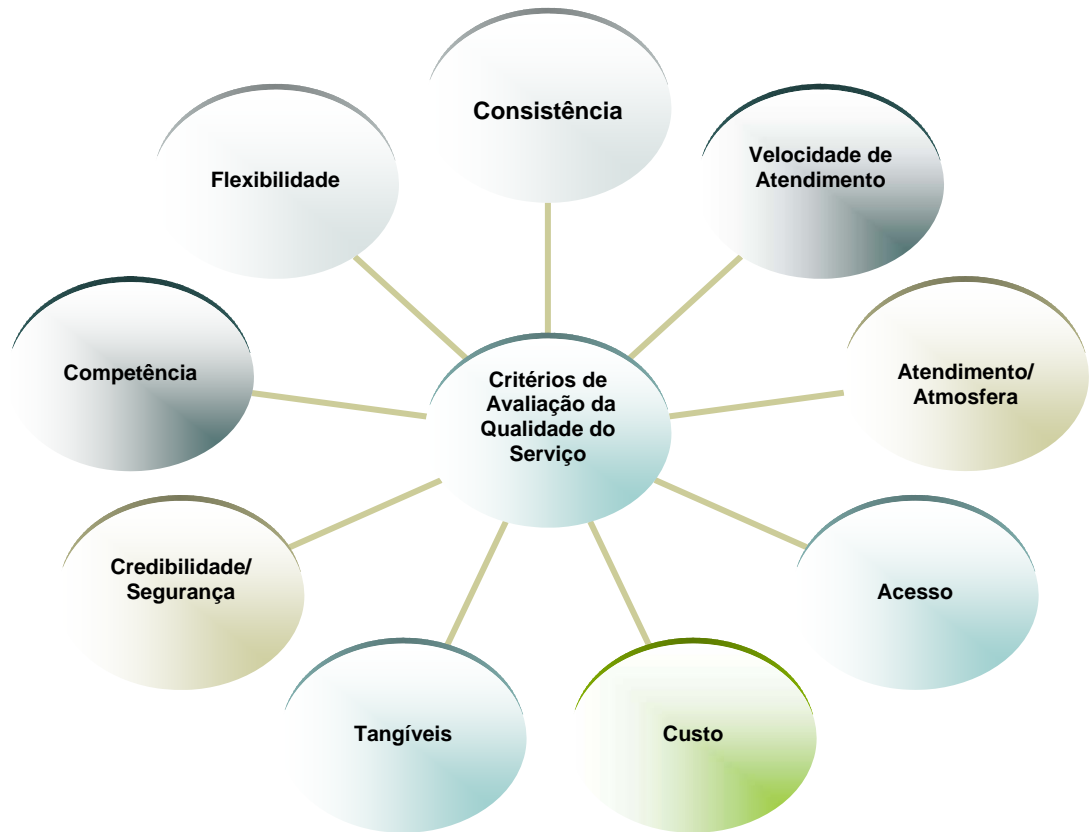 Consistência
Velocidade de
Atendimento
Flexibilidade
Atendimento/
Atmosfera
Competência
Critérios de
Avaliação da
Qualidade do
Serviço
Credibilidade/
Segurança
Acesso
Tangíveis
Custo